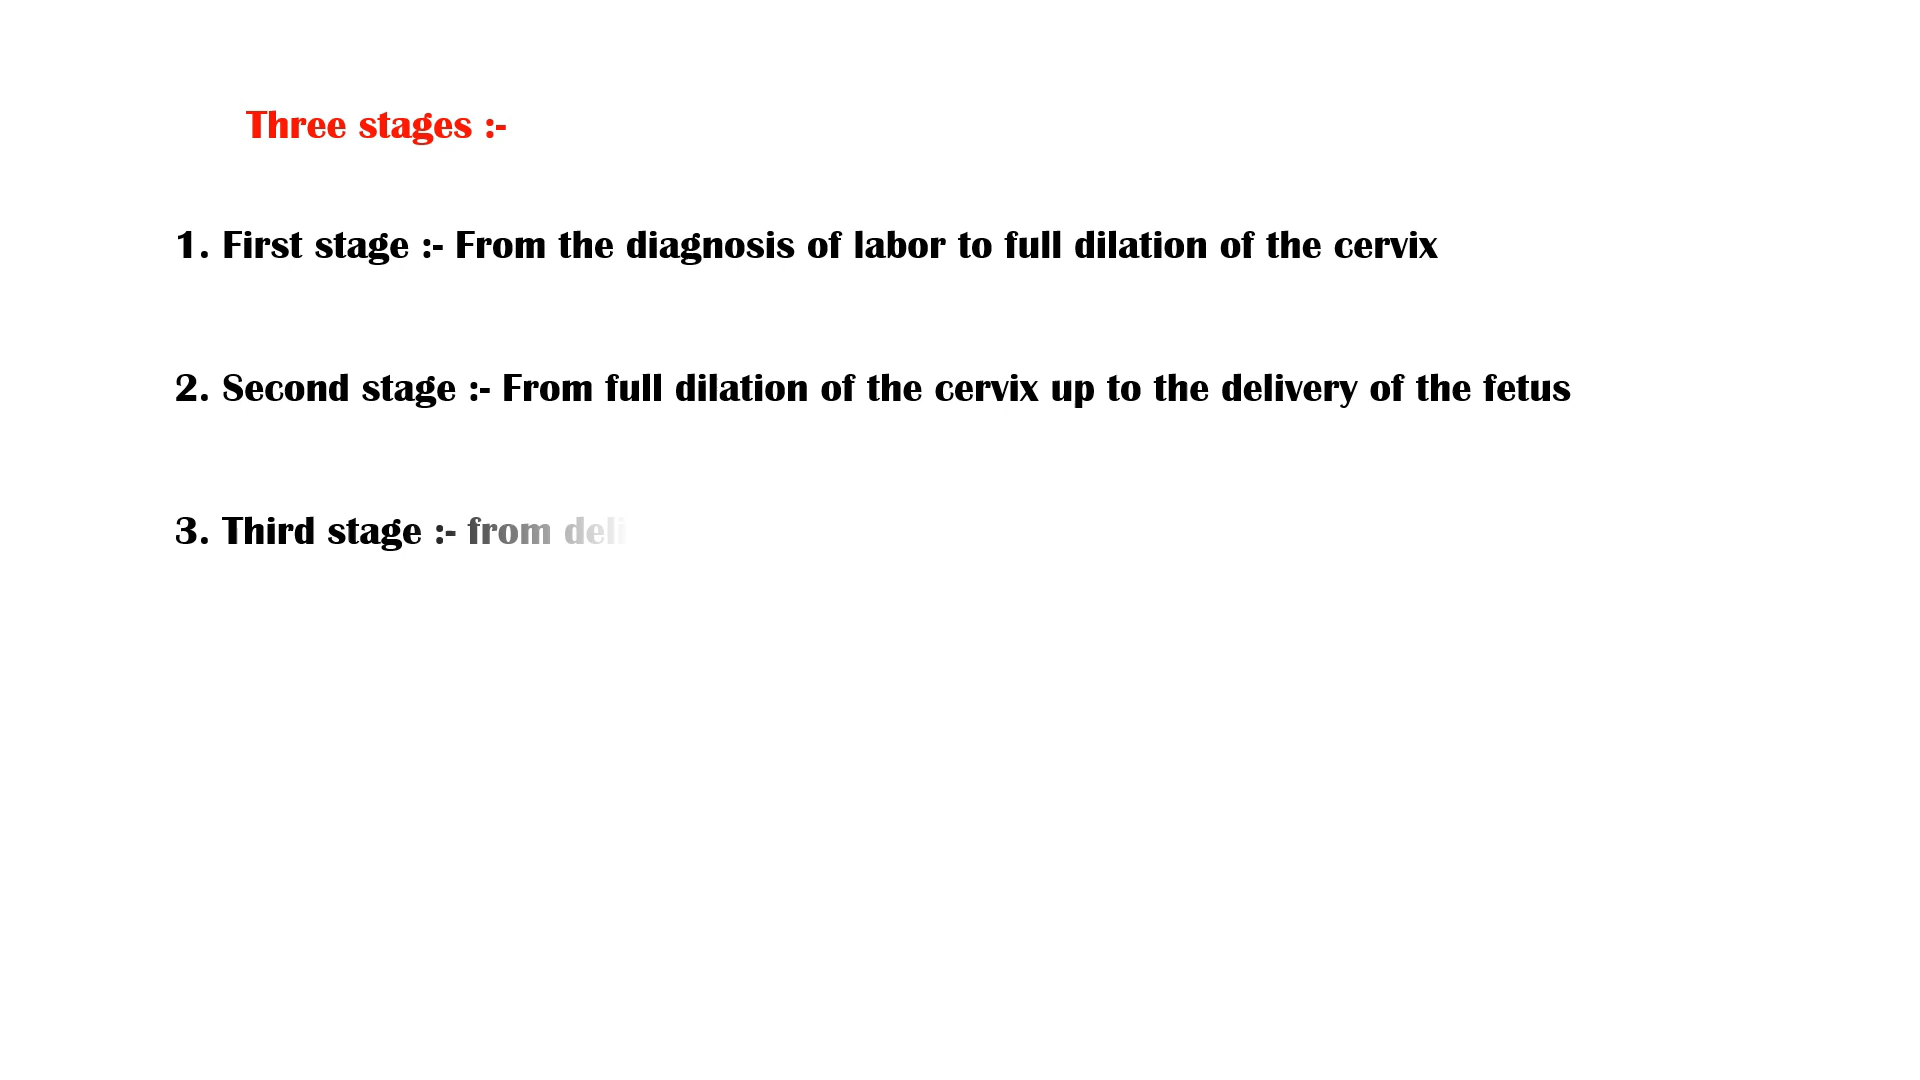 Three stages :-
1. First stage :- From the diagnosis of labor to full dilation of the cervix
2. Second stage :- From full dilation of the cervix up to the delivery of the fetus
3. Third stage :- from deli